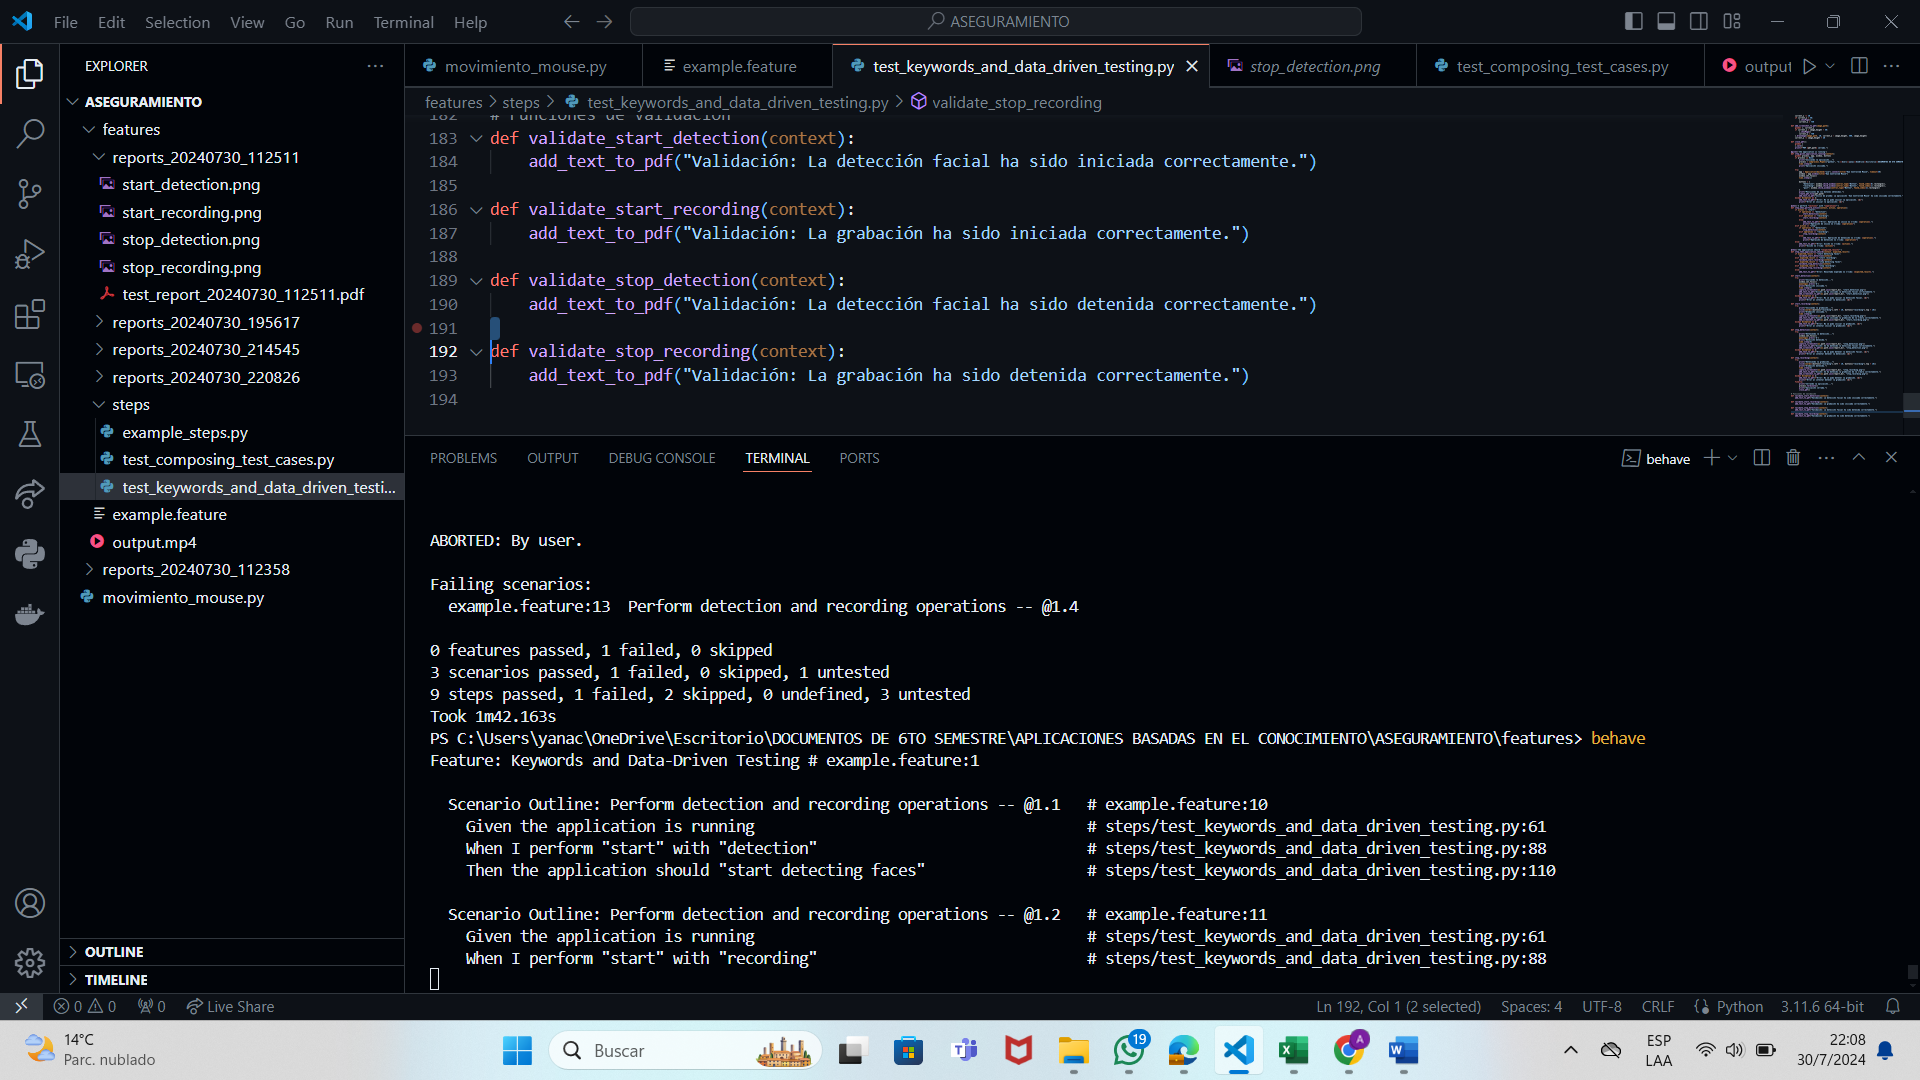 File Edit Selection View Go Run Terminal Help
ASEGURAMIENTO
EXPLORER
ASEGURAMIENTO
features
reports_20240730_112511
start_detection.png
start_recording.png
stop_detection.png
stop_recording.png
test_report_20240730_112511.pdf
reports_20240730_195617
reports_20240730_214545
reports_20240730_220826
steps
example_steps.py
test_composing_test_cases.py
test_keywords_and_data_driven_testi...
example.feature
output.mp4
reports_20240730_112358
movimiento_mouse.py
OUTLINE
TIMELINE
movimiento_mouse.py example.feature test_keywords_and_data_driven_testing.py stop_detection.png test_composing_test_cases.py output
features > steps > test_keywords_and_data_driven_testing.py > validate_stop_recording
182 # Funciones de validación
183 def validate_start_detection(context):
184 add_text_to_pdf("Validación: La detección facial ha sido iniciada correctamente.")
185
186 def validate_start_recording(context):
187 add_text_to_pdf("Validación: La grabación ha sido iniciada correctamente.")
188
189 def validate_stop_detection(context):
190 add_text_to_pdf("Validación: La detección facial ha sido detenida correctamente.")
191
192 def validate_stop_recording(context):
193 add_text_to_pdf("Validación: La grabación ha sido detenida correctamente.")
194
PROBLEMS OUTPUT DEBUG CONSOLE TERMINAL PORTS
behave
ABORTED: By user.
Failing scenarios:
example.feature:13 Perform detection and recording operations -- @1.4
0 features passed, 1 failed, 0 skipped
3 scenarios passed, 1 failed, 0 skipped, 1 untested
9 steps passed, 1 failed, 2 skipped, 0 undefined, 3 untested
Took 1m42.163s
PS C:\Users\yanac\OneDrive\Escritorio\DOCUMENTOS DE 6TO SEMESTRE\APLICACIONES BASADAS EN EL CONOCIMIENTO\ASEGURAMIENTO\features> behave
Feature: Keywords and Data-Driven Testing # example.feature:1
Scenario Outline: Perform detection and recording operations -- @1.1 # example.feature:10
Given the application is running # steps/test_keywords_and_data_driven_testing.py:61
When I perform "start" with "detection" # steps/test_keywords_and_data_driven_testing.py:88
Then the application should "start detecting faces" # steps/test_keywords_and_data_driven_testing.py:110
Scenario Outline: Perform detection and recording operations -- @1.2 # example.feature:11
Given the application is running # steps/test_keywords_and_data_driven_testing.py:61
When I perform "start" with "recording" # steps/test_keywords_and_data_driven_testing.py:88
0 0 0 Live Share
Ln 192, Col 1 (2 selected) Spaces: 4 UTF-8 CRLF Python 3.11.6 64-bit
14°C
Parc. nublado
Buscar
19
A
ESP
LAA
22:08
30/7/2024